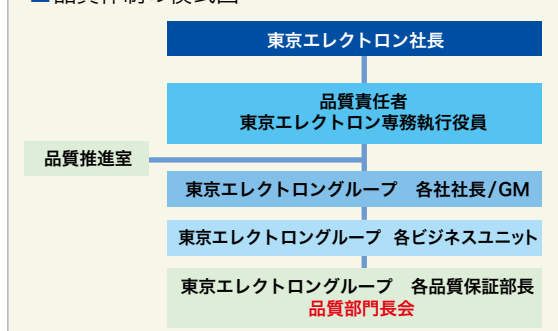 東京エレクトロン社長
品質責任者
東京エレクトロン専務執行役員
品質推進室
東京エレクトロングループ 各社社長/GM
東京エレクトロングループ 各ビジネスユニット
東京エレクトロングループ 各品質保証部長
品質部門長会